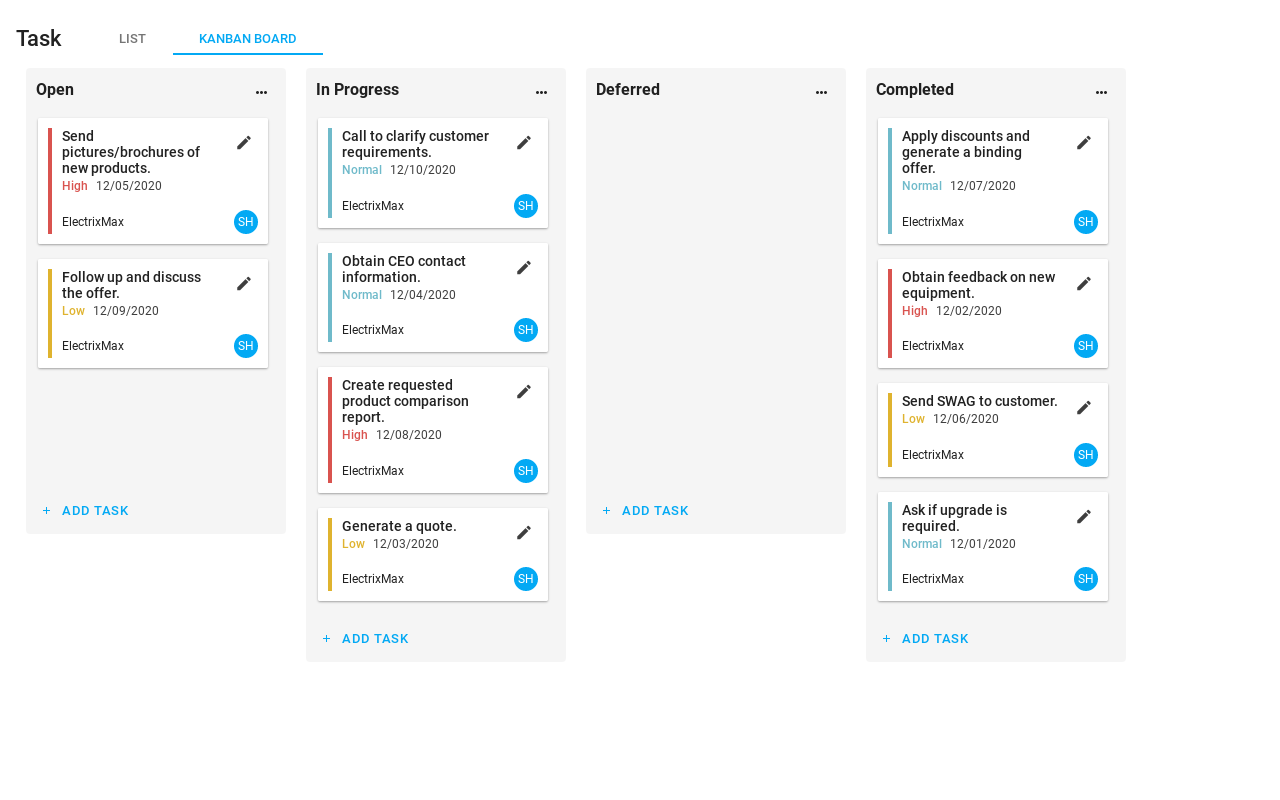 Task
LIST
KANBAN BOARD
Open
Send
pictures/brochures of
new products.
High 12/05/2020
ElectrixMax
SH
Follow up and discuss
the offer.
Low 12/09/2020
ElectrixMax
SH
+ ADD TASK
In Progress
Call to clarify customer
requirements.
Normal 12/10/2020
ElectrixMax
SH
Obtain CEO contact
information.
Normal 12/04/2020
ElectrixMax
SH
Create requested
product comparison
report.
High 12/08/2020
ElectrixMax
SH
Generate a quote.
Low 12/03/2020
ElectrixMax
SH
+ ADD TASK
Deferred
+ ADD TASK
Completed
Apply discounts and
generate a binding
offer.
Normal 12/07/2020
ElectrixMax
SH
Obtain feedback on new
equipment.
High 12/02/2020
ElectrixMax
SH
Send SWAG to customer.
Low 12/06/2020
ElectrixMax
SH
Ask if upgrade is
required.
Normal 12/01/2020
ElectrixMax
SH
+ ADD TASK